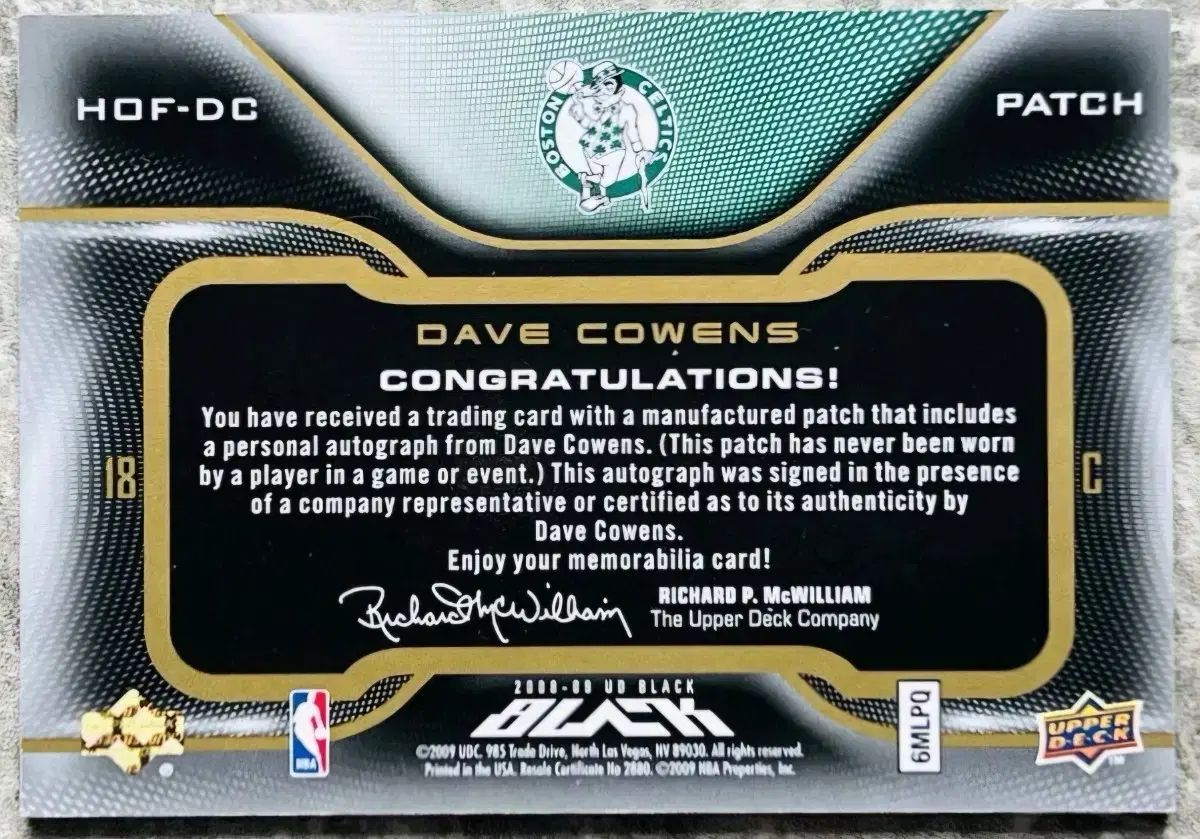 HOF-DC
PATCH
BOSTON CELTICS
DAVE COWENS
CONGRATULATIONS!
You have received a trading card with a manufactured patch that includes
a personal autograph from Dave Cowens. (This patch has never been worn
by a player in a game or event.) This autograph was signed in the presence
of a company representative or certified as to its authenticity by
Dave Cowens.
Enjoy your memorabilia card!
18
C
Richard P. McWilliam
RICHARD P. McWILLIAM
The Upper Deck Company
2008-09 UD BLACK
BLACK
©2009 UDC. 985 Trade Drive, North Las Vegas, NV 89030. All rights reserved.
Printed in the USA. Resale Certificate No 2880. ©2009 NBA Properties, Inc.
NBA
6MLPQ
UPPER
DECK
TM